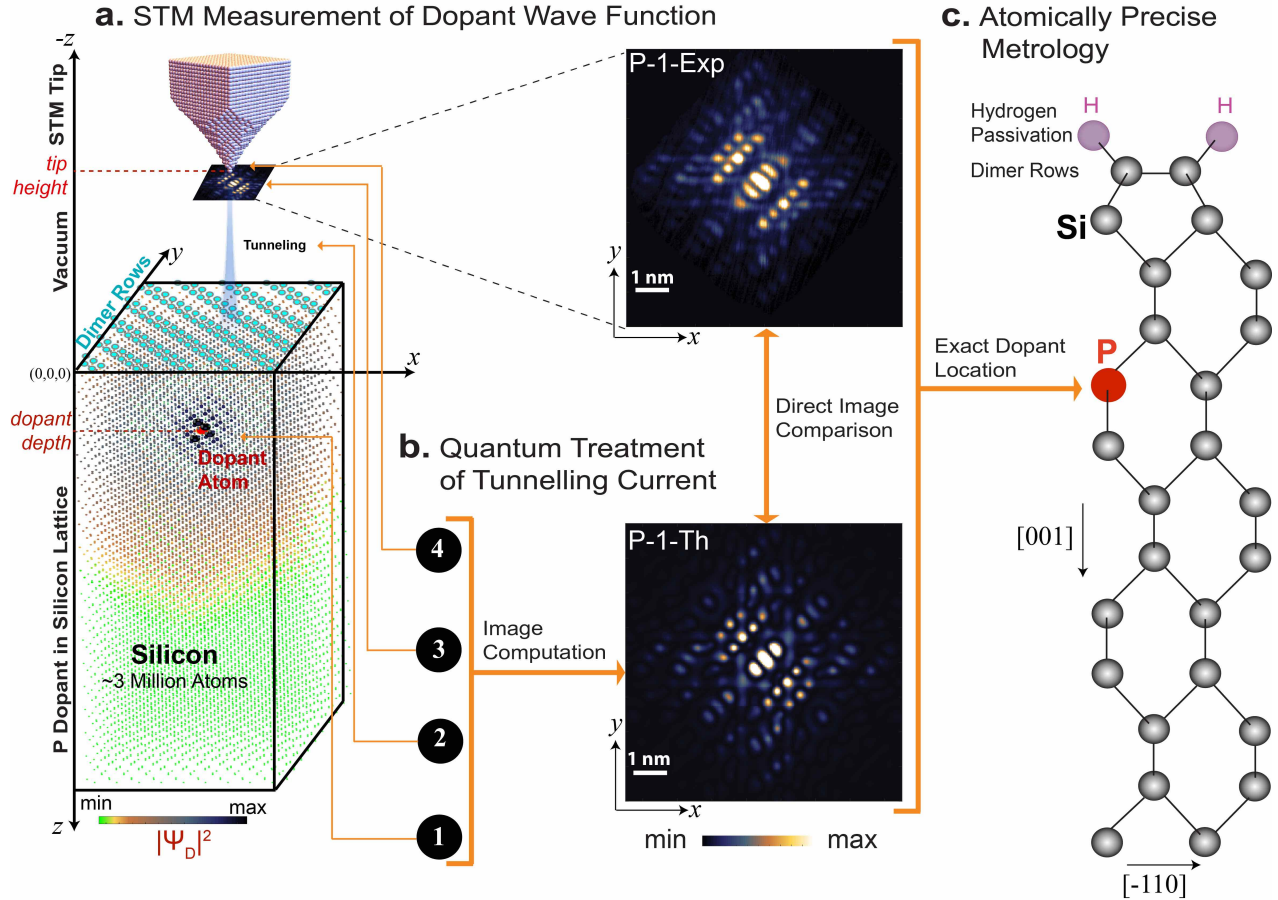 a. STM Measurement of Dopant Wave Function
-z
STM Tip
tip
height
Vacuum
Tunneling
y
Dimer Rows
x
(0,0,0)
dopant
depth
Dopant
Atom
P Dopant in Silicon Lattice
Silicon
~3 Million Atoms
min
max
z
|Ψ_D|²
b. Quantum Treatment
of Tunnelling Current
4
3
2
1
Image
Computation
P-1-Exp
y
1 nm
x
Direct Image
Comparison
P-1-Th
y
1 nm
x
min
max
c. Atomically Precise
Metrology
Hydrogen
Passivation
H
H
Dimer Rows
Si
Exact Dopant
Location
P
[001]
[-110]